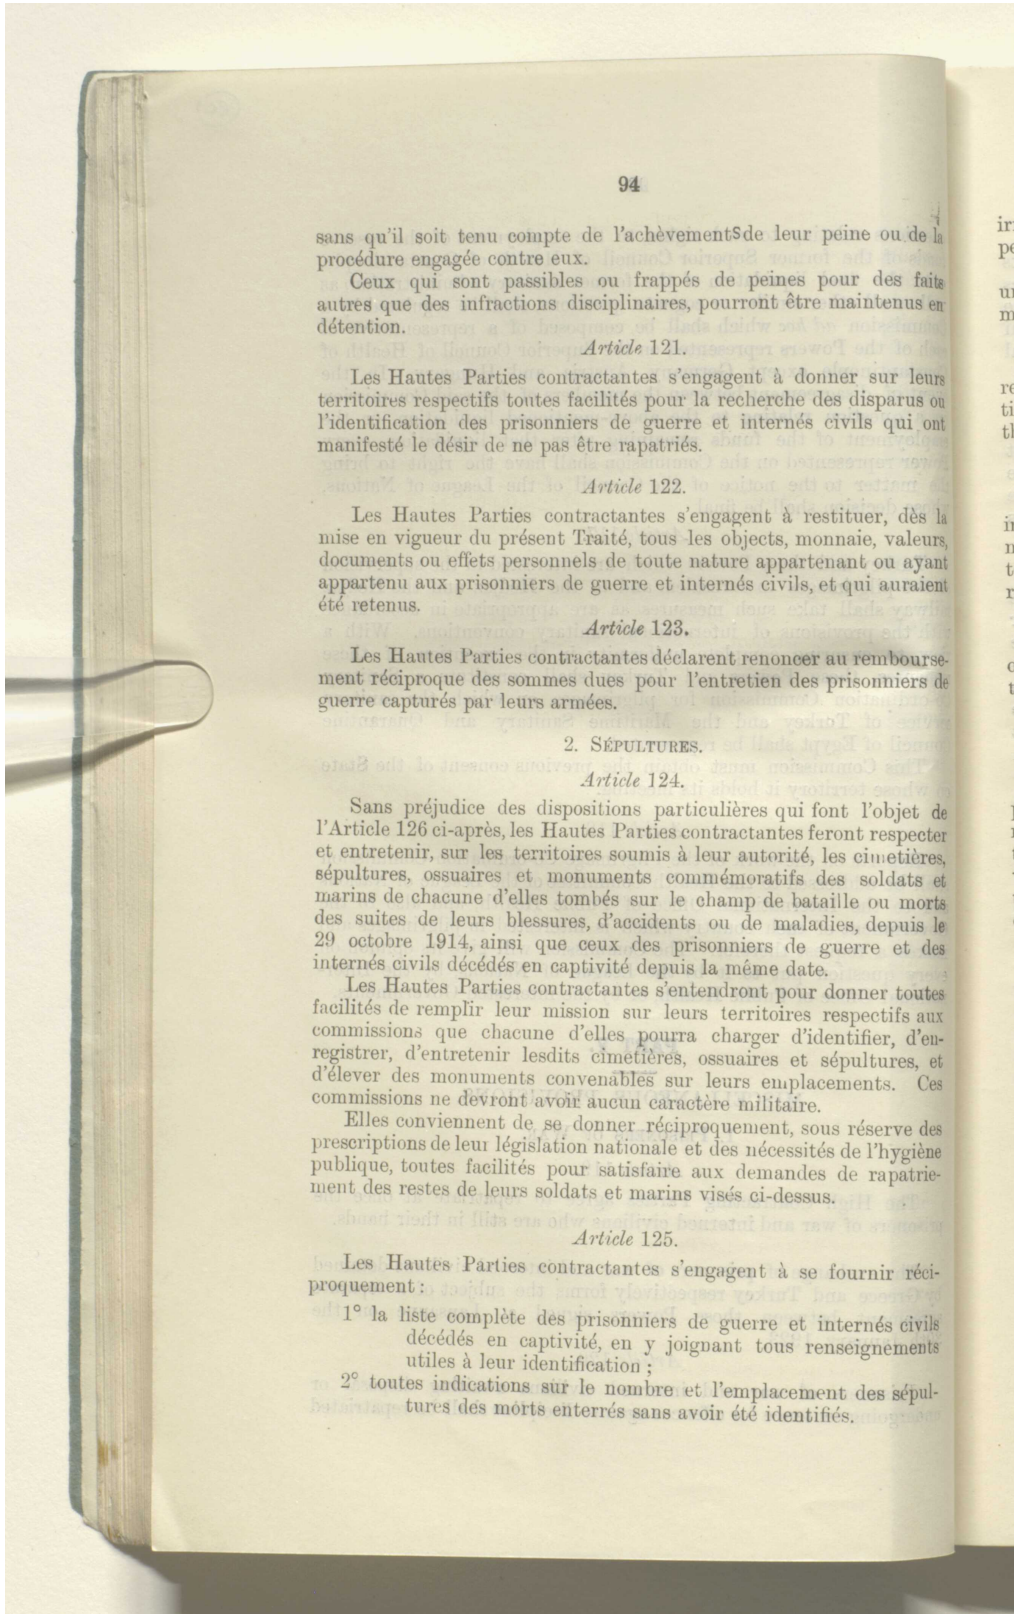 94
sans qu'il soit tenu compte de l'achèvementSde leur peine ou de la
procédure engagée contre eux.
Ceux qui sont passibles ou frappés de peines pour des faits
autres que des infractions disciplinaires, pourront être maintenus en
détention.
Article 121.
Les Hautes Parties contractantes s'engagent à donner sur leurs
territoires respectifs toutes facilités pour la recherche des disparus ou
l'identification des prisonniers de guerre et internés civils qui ont
manifesté le désir de ne pas être rapatriés.
Article 122.
Les Hautes Parties contractantes s'engagent à restituer, dès la
mise en vigueur du présent Traité, tous les objects, monnaie, valeurs,
documents ou effets personnels de toute nature appartenant ou ayant
appartenu aux prisonniers de guerre et internés civils, et qui auraient
été retenus.
Article 123.
Les Hautes Parties contractantes déclarent renoncer au rembourse-
ment réciproque des sommes dues pour l'entretien des prisonniers de
guerre capturés par leurs armées.
2. SÉPULTURES.
Article 124.
Sans préjudice des dispositions particulières qui font l'objet de
l'Article 126 ci-après, les Hautes Parties contractantes feront respecter
et entretenir, sur les territoires soumis à leur autorité, les cimetières,
sépultures, ossuaires et monuments commémoratifs des soldats et
marins de chacune d'elles tombés sur le champ de bataille ou morts
des suites de leurs blessures, d'accidents ou de maladies, depuis le
29 octobre 1914, ainsi que ceux des prisonniers de guerre et des
internés civils décédés en captivité depuis la même date.
Les Hautes Parties contractantes s'entendront pour donner toutes
facilités de remplir leur mission sur leurs territoires respectifs aux
commissions que chacune d'elles pourra charger d'identifier, d'en-
registrer, d'entretenir lesdits cimetières, ossuaires et sépultures, et
d'élever des monuments convenables sur leurs emplacements. Ces
commissions ne devront avoir aucun caractère militaire.
Elles conviennent de se donner réciproquement, sous réserve des
prescriptions de leur législation nationale et des nécessités de l'hygiène
publique, toutes facilités pour satisfaire aux demandes de rapatrie-
ment des restes de leurs soldats et marins visés ci-dessus.
Article 125.
Les Hautes Parties contractantes s'engagent à se fournir réci-
proquement :
1° la liste complète des prisonniers de guerre et internés civils
décédés en captivité, en y joignant tous renseignements
utiles à leur identification ;
2° toutes indications sur le nombre et l'emplacement des sépul-
tures des morts enterrés sans avoir été identifiés.